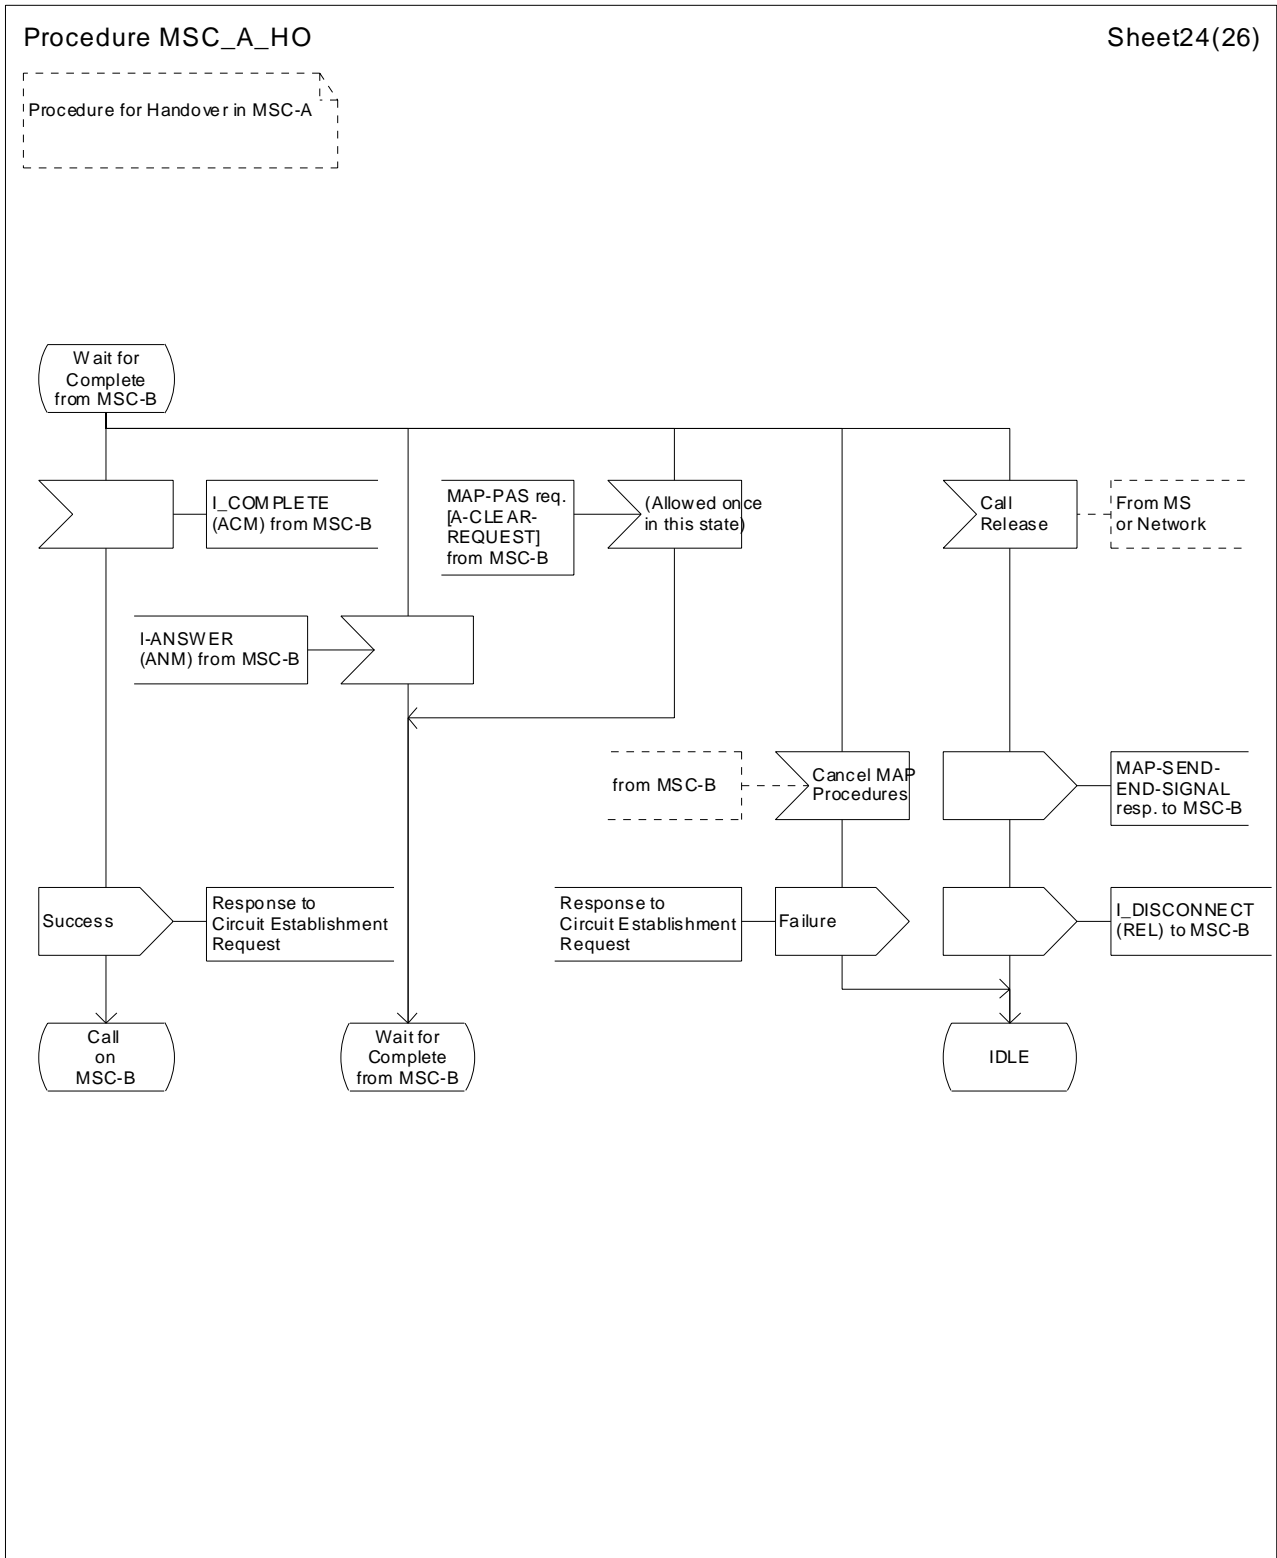 Procedure MSC_A_HO
Sheet24(26)
Procedure for Handover in MSC-A
Wait for
Complete
from MSC-B
I_COMPLETE
(ACM) from MSC-B
MAP-PAS req.
[A-CLEAR-
REQUEST]
from MSC-B
(Allowed once
in this state)
Call
Release
From MS
or Network
I-ANSWER
(ANM) from MSC-B
from MSC-B
Cancel MAP
Procedures
MAP-SEND-
END-SIGNAL
resp. to MSC-B
Success
Response to
Circuit Establishment
Request
Response to
Circuit Establishment
Request
Failure
I_DISCONNECT
(REL) to MSC-B
Call
on
MSC-B
Wait for
Complete
from MSC-B
IDLE